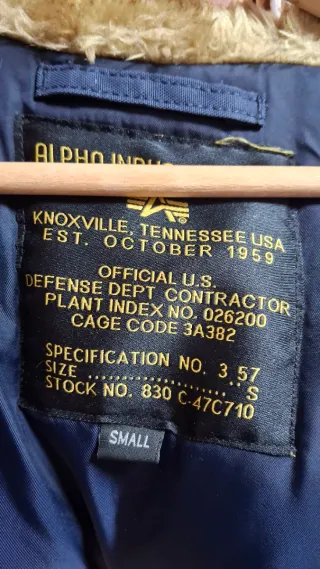 ALPHA
KNOXVILLE, TENNESSEE USA
EST. OCTOBER 1959
OFFICIAL U.S.
DEFENSE DEPT CONTRACTOR
PLANT INDEX NO. 026200
CAGE CODE 3A382
SPECIFICATION NO. 3.57
SIZE ........................ S
STOCK NO. 830 C-47C710
SMALL